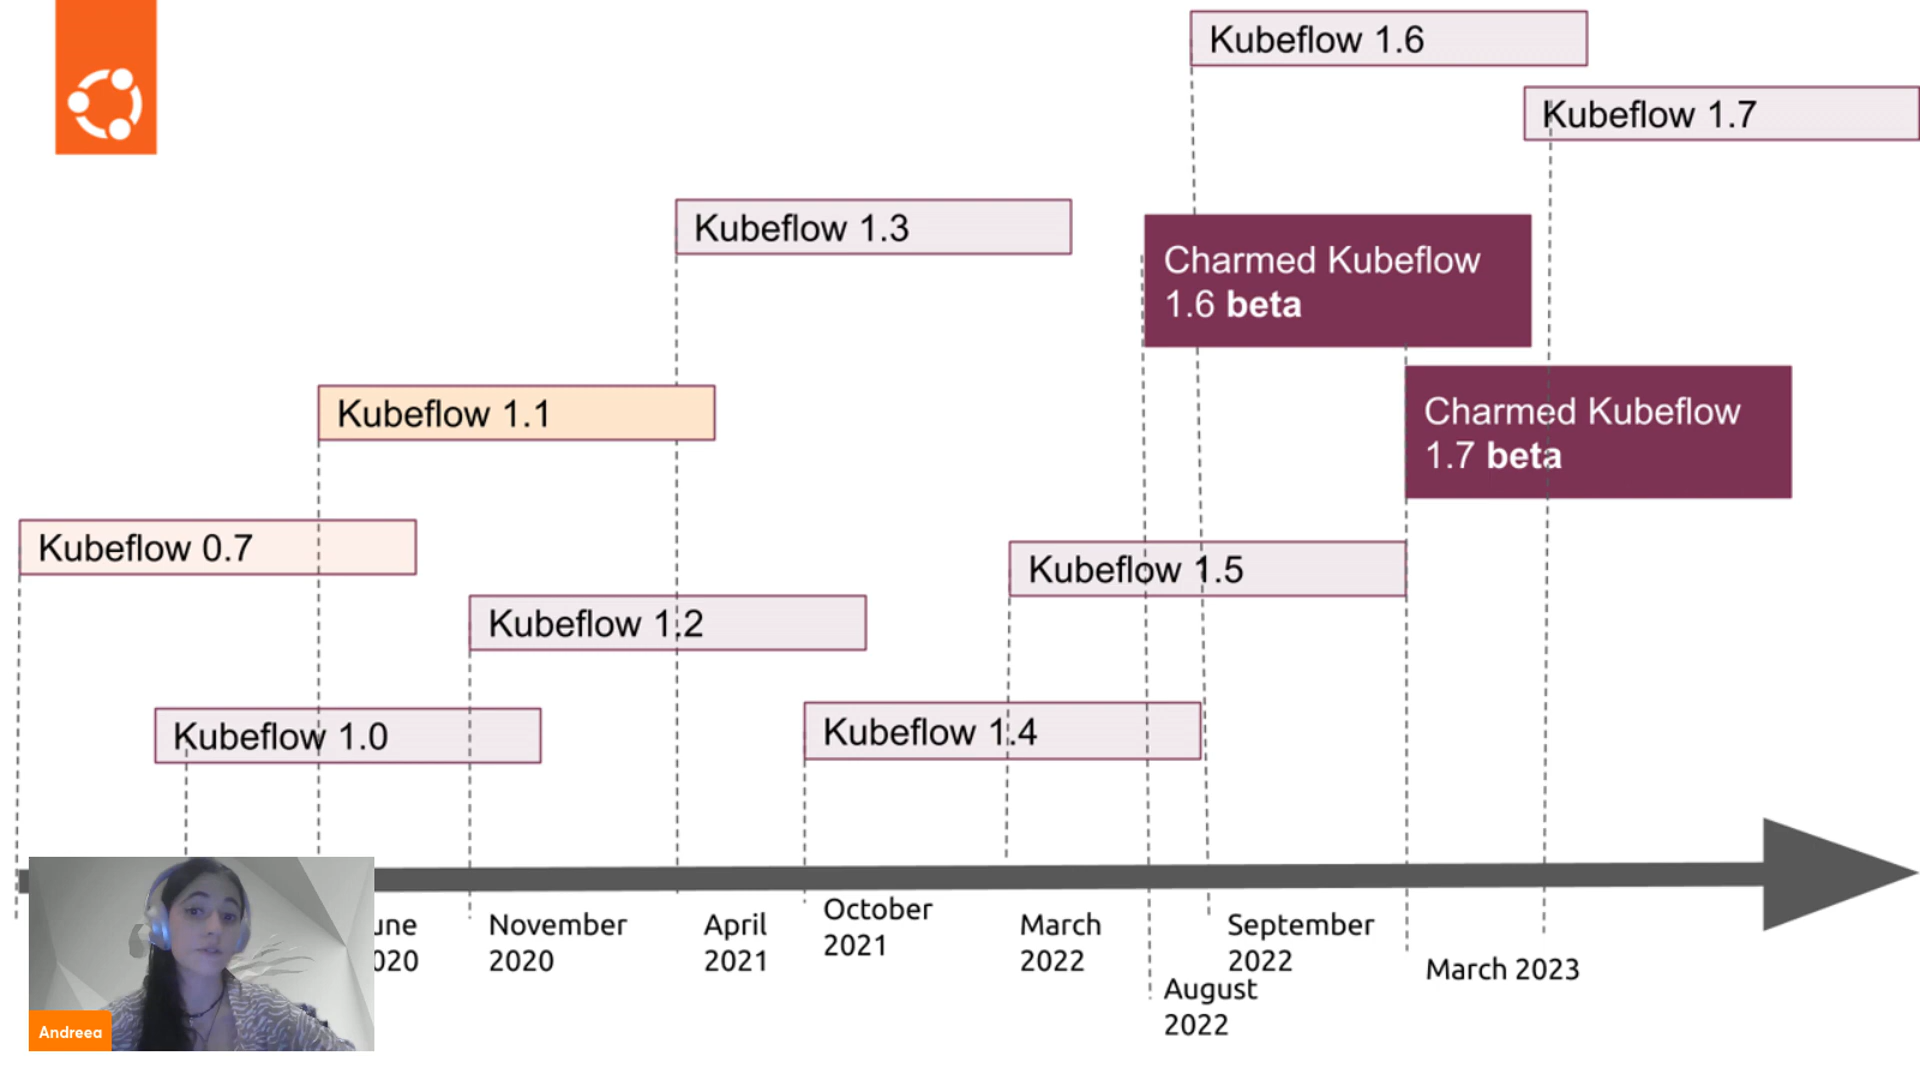 Kubeflow 1.6
Kubeflow 1.7
Kubeflow 1.3
Charmed Kubeflow
1.6 beta
Charmed Kubeflow
1.7 beta
Kubeflow 1.1
Kubeflow 0.7
Kubeflow 1.5
Kubeflow 1.2
Kubeflow 1.0
Kubeflow 1.4
une
020
November
2020
April
2021
October
2021
March
2022
August
2022
September
2022
March 2023
Andreea